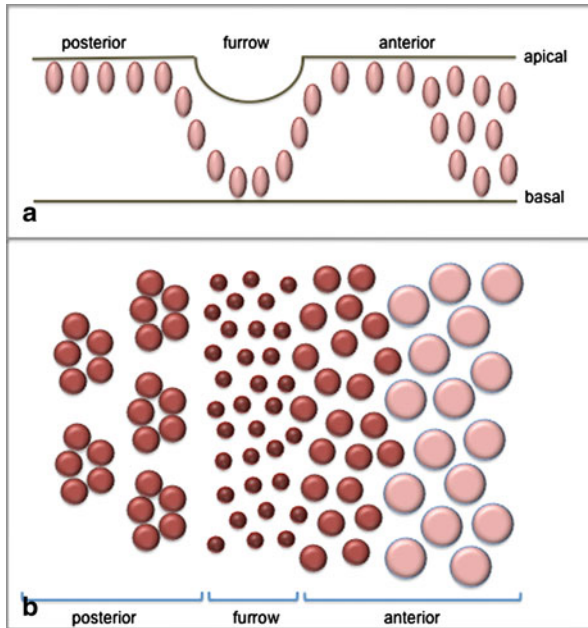 posterior furrow anterior
apical
basal
a
b
posterior furrow anterior